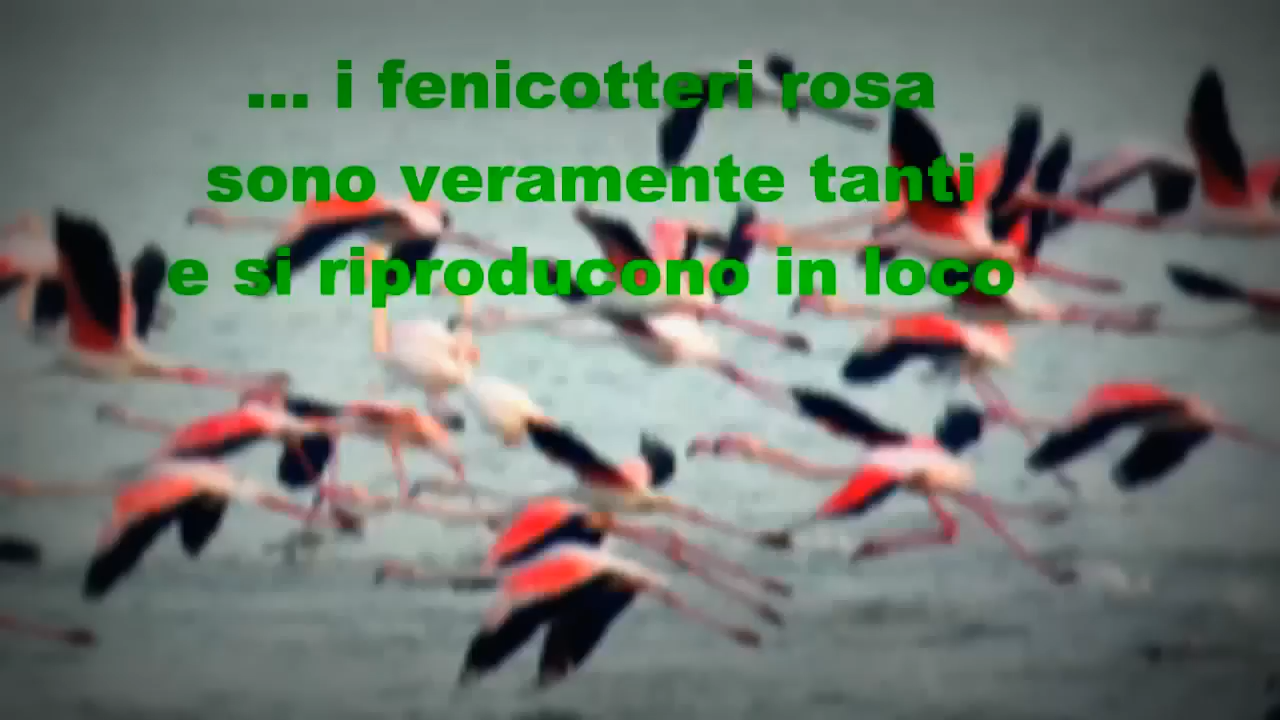 ... i fenicotteri rosa
sono veramente tanti
e si riproducono in loco